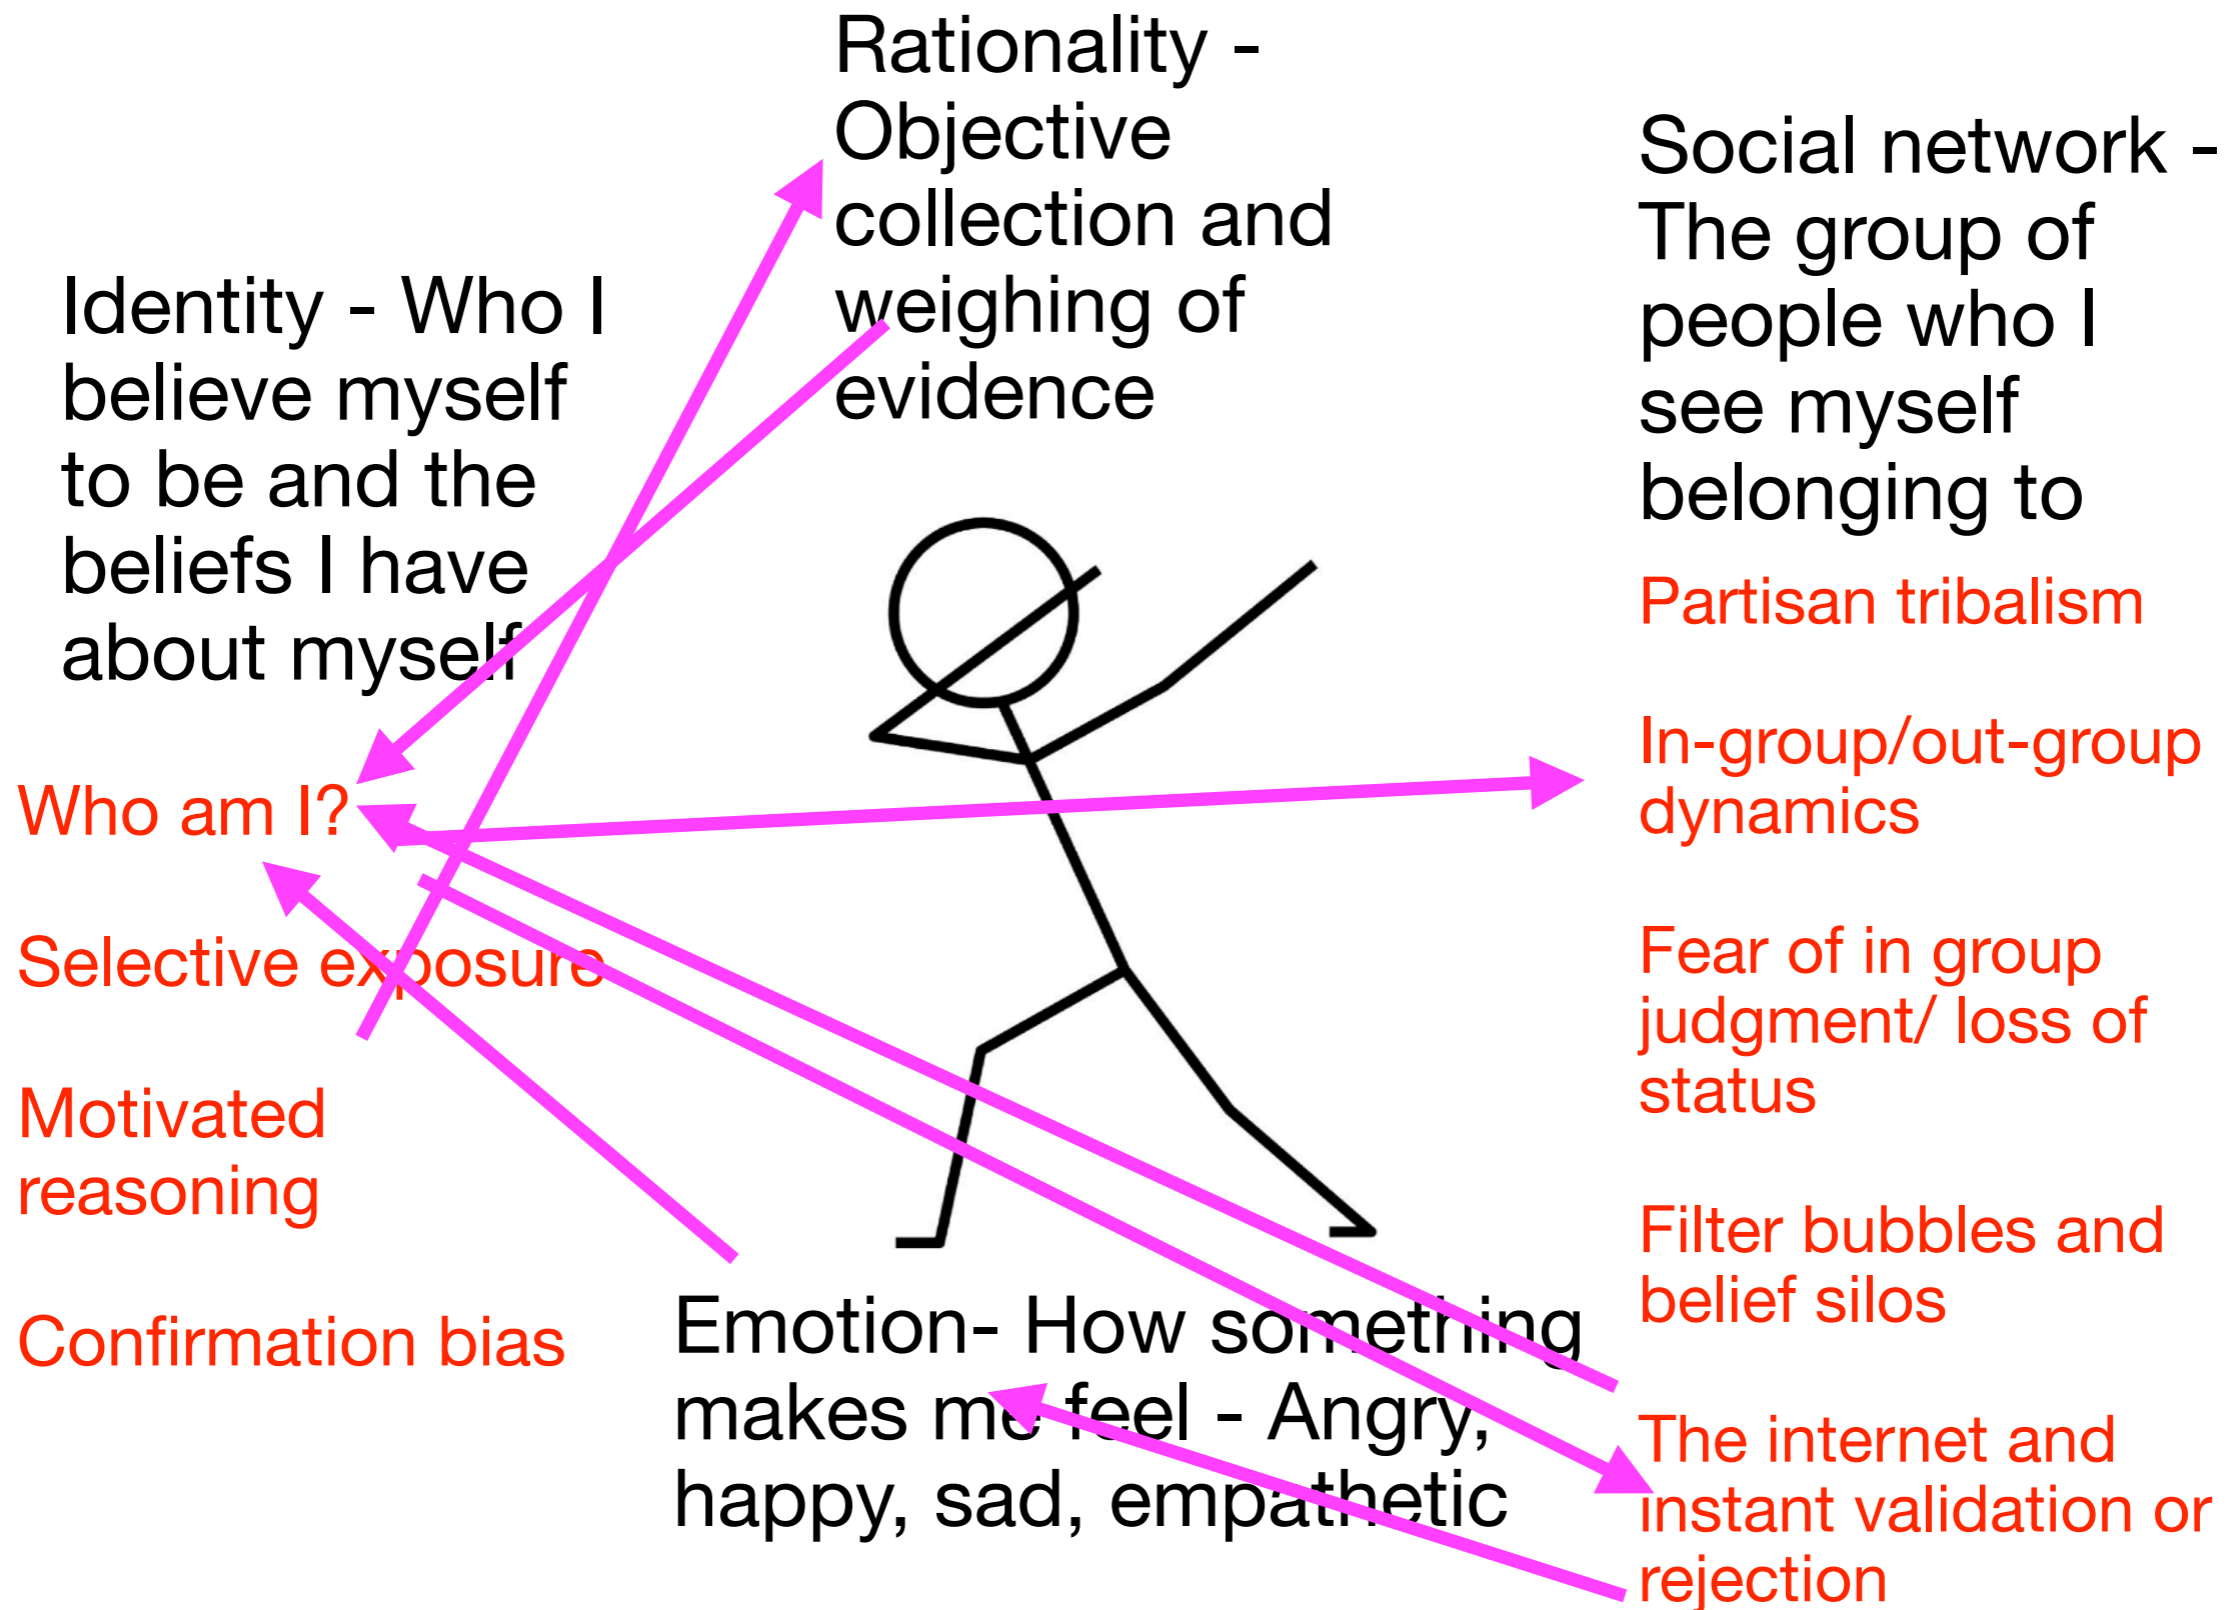 Rationality -
Objective
collection and
weighing of
evidence
Social network -
The group of
people who I
see myself
belonging to
Identity - Who I
believe myself
to be and the
beliefs I have
about myself
Partisan tribalism
In-group/out-group
dynamics
Fear of in group
judgment/ loss of
status
Filter bubbles and
belief silos
The internet and
instant validation or
rejection
Who am I?
Selective exposure
Motivated
reasoning
Confirmation bias
Emotion- How something
makes me feel - Angry,
happy, sad, empathetic